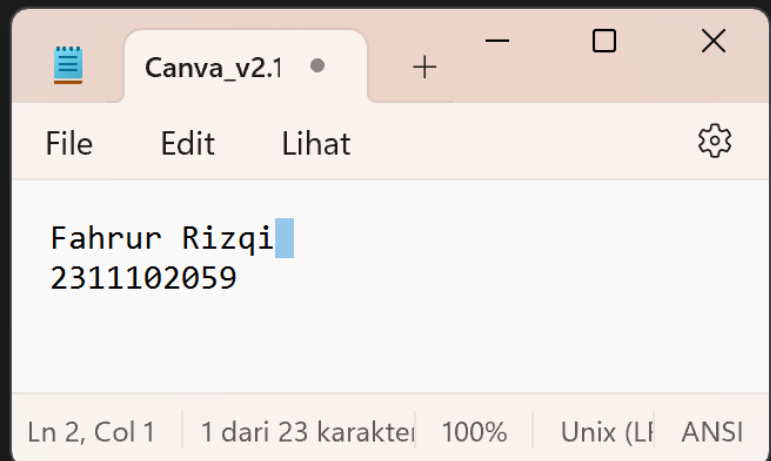 Canva_v2.1
File Edit Lihat
Fahrur Rizqi
2311102059
Ln 2, Col 1 1 dari 23 karakter 100% Unix (LF ANSI